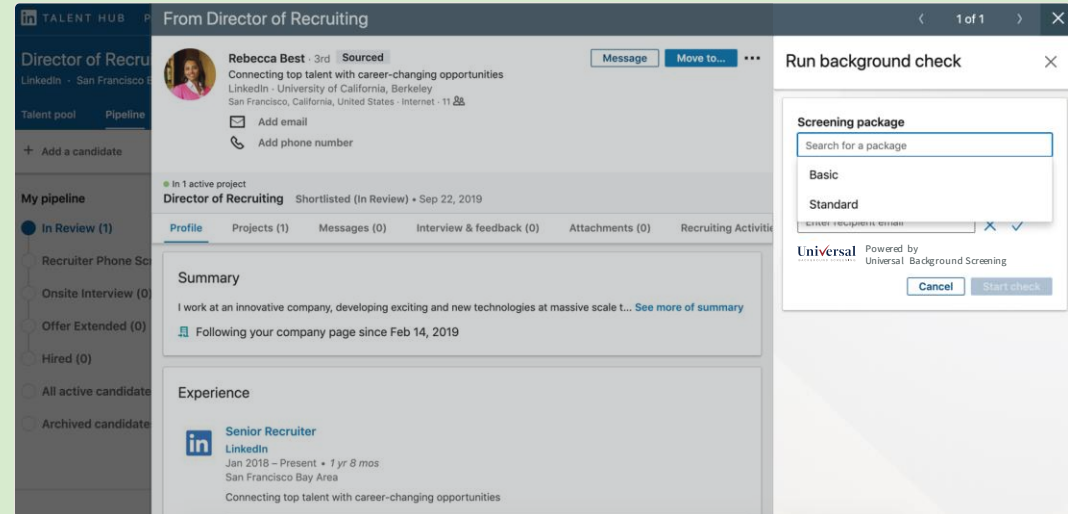 in TALENT HUB P
From Director of Recruiting
1 of 1
Director of Recru
LinkedIn · San Francisco B
Talent pool Pipeline
+ Add a candidate
My pipeline
In Review (1)
Recruiter Phone Scr
Onsite Interview (0)
Offer Extended (0)
Hired (0)
All active candidate
Archived candidate
Rebecca Best · 3rd Sourced
Connecting top talent with career-changing opportunities
LinkedIn · University of California, Berkeley
San Francisco, California, United States · Internet · 11
Add email
Add phone number
Message Move to... •••
In 1 active project
Director of Recruiting Shortlisted (In Review) • Sep 22, 2019
Profile Projects (1) Messages (0) Interview & feedback (0) Attachments (0) Recruiting Activitie
Summary
I work at an innovative company, developing exciting and new technologies at massive scale t... See more of summary
Following your company page since Feb 14, 2019
Experience
in
Senior Recruiter
LinkedIn
Jan 2018 – Present • 1 yr 8 mos
San Francisco Bay Area
Connecting top talent with career-changing opportunities
Run background check
Screening package
Search for a package
Basic
Standard
Enter recipient email
Universal
Powered by
Universal Background Screening
Cancel Start check